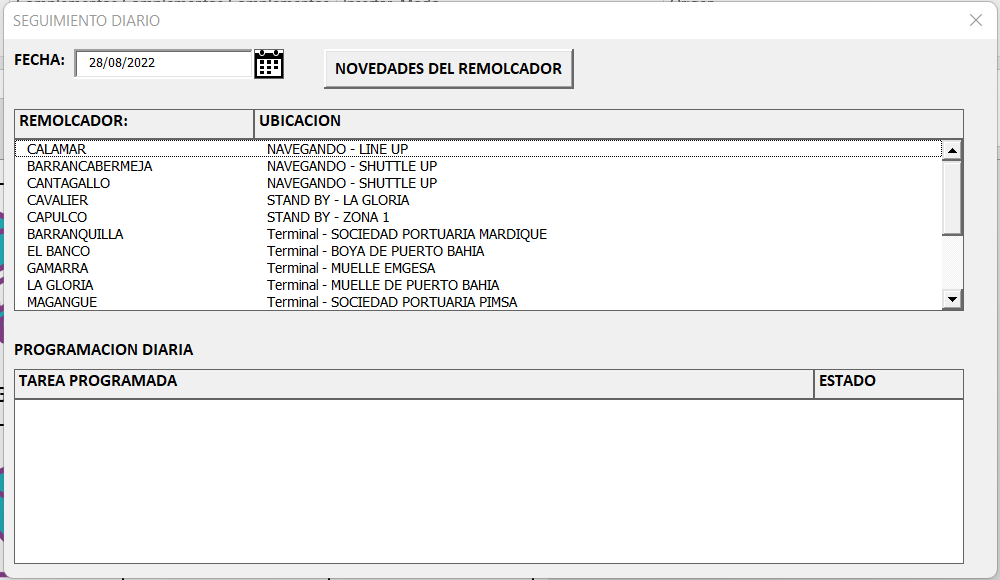 SEGUIMIENTO DIARIO
FECHA: 28/08/2022 NOVEDADES DEL REMOLCADOR
REMOLCADOR: UBICACION
CALAMAR NAVEGANDO - LINE UP
BARRANCABERMEJA NAVEGANDO - SHUTTLE UP
CANTAGALLO NAVEGANDO - SHUTTLE UP
CAVALIER STAND BY - LA GLORIA
CAPULCO STAND BY - ZONA 1
BARRANQUILLA Terminal - SOCIEDAD PORTUARIA MARDIQUE
EL BANCO Terminal - BOYA DE PUERTO BAHIA
GAMARRA Terminal - MUELLE EMGESA
LA GLORIA Terminal - MUELLE DE PUERTO BAHIA
MAGANGUE Terminal - SOCIEDAD PORTUARIA PIMSA
PROGRAMACION DIARIA
TAREA PROGRAMADA ESTADO